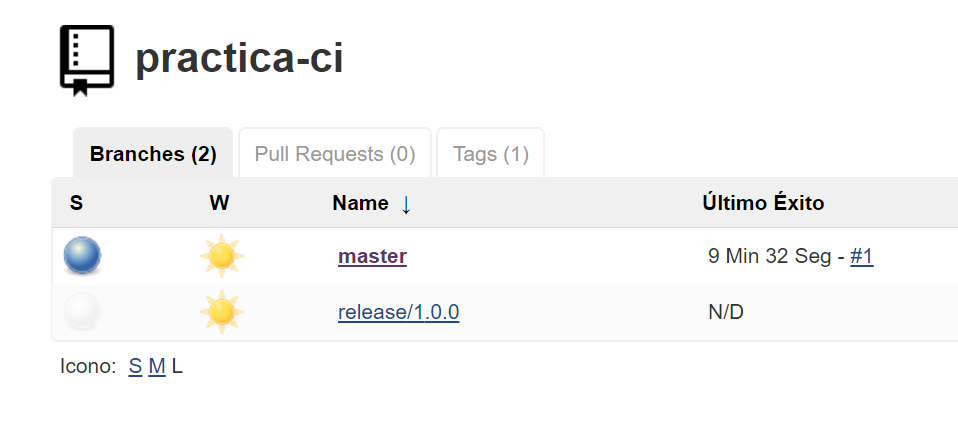 practica-ci
Branches (2) Pull Requests (0) Tags (1)
S W Name ↓ Último Éxito
master 9 Min 32 Seg - #1
release/1.0.0 N/D
Icono: S M L